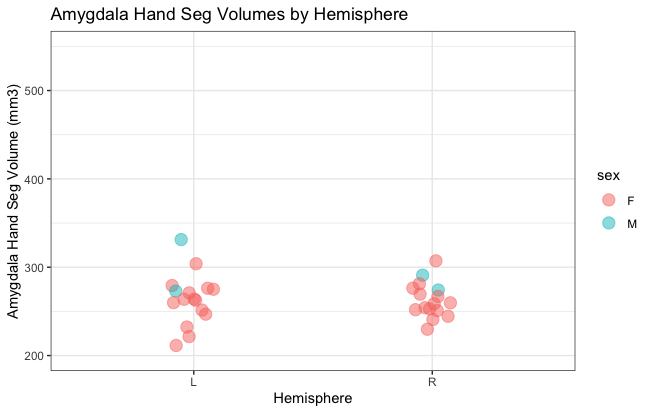 Amygdala Hand Seg Volumes by Hemisphere
Amygdala Hand Seg Volume (mm3)
500
400
300
200
L R
Hemisphere
sex
F
M